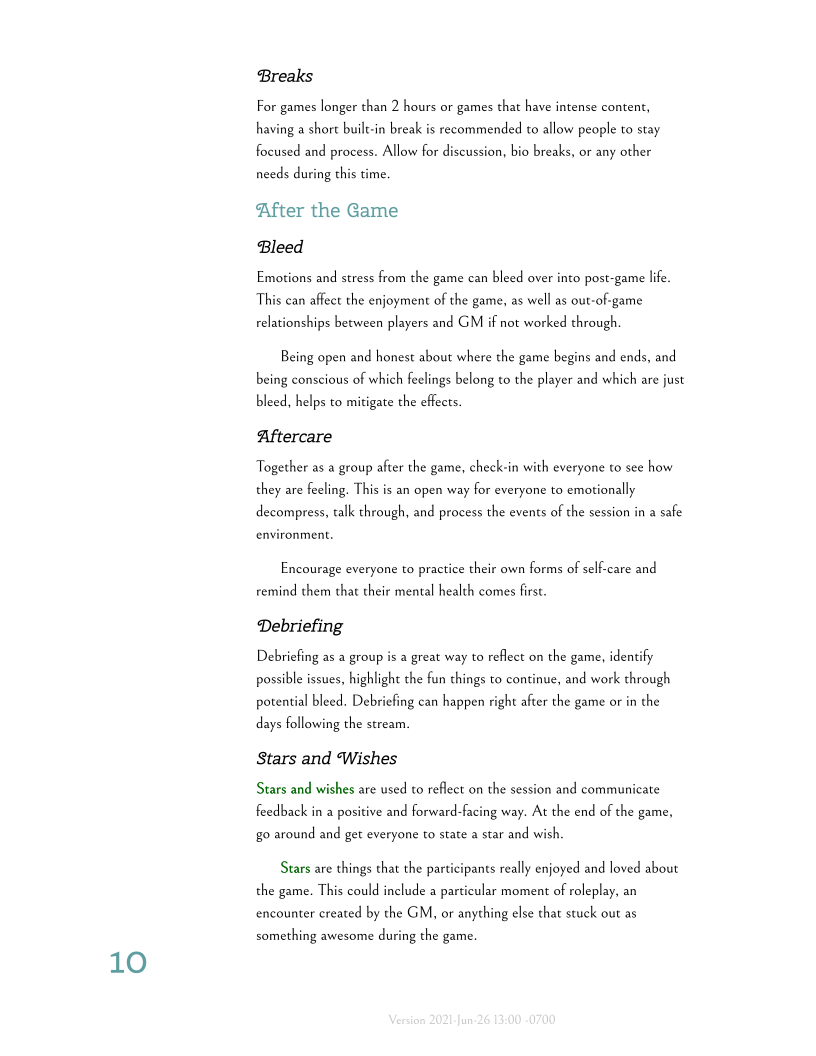 Breaks
For games longer than 2 hours or games that have intense content,
having a short built-in break is recommended to allow people to stay
focused and process. Allow for discussion, bio breaks, or any other
needs during this time.
After the Game
Bleed
Emotions and stress from the game can bleed over into post-game life.
This can affect the enjoyment of the game, as well as out-of-game
relationships between players and GM if not worked through.
Being open and honest about where the game begins and ends, and
being conscious of which feelings belong to the player and which are just
bleed, helps to mitigate the effects.
Aftercare
Together as a group after the game, check-in with everyone to see how
they are feeling. This is an open way for everyone to emotionally
decompress, talk through, and process the events of the session in a safe
environment.
Encourage everyone to practice their own forms of self-care and
remind them that their mental health comes first.
Debriefing
Debriefing as a group is a great way to reflect on the game, identify
possible issues, highlight the fun things to continue, and work through
potential bleed. Debriefing can happen right after the game or in the
days following the stream.
Stars and Wishes
Stars and wishes are used to reflect on the session and communicate
feedback in a positive and forward-facing way. At the end of the game,
go around and get everyone to state a star and wish.
Stars are things that the participants really enjoyed and loved about
the game. This could include a particular moment of roleplay, an
encounter created by the GM, or anything else that stuck out as
something awesome during the game.
10
Version 2021-Jun-26 13:00 -0700